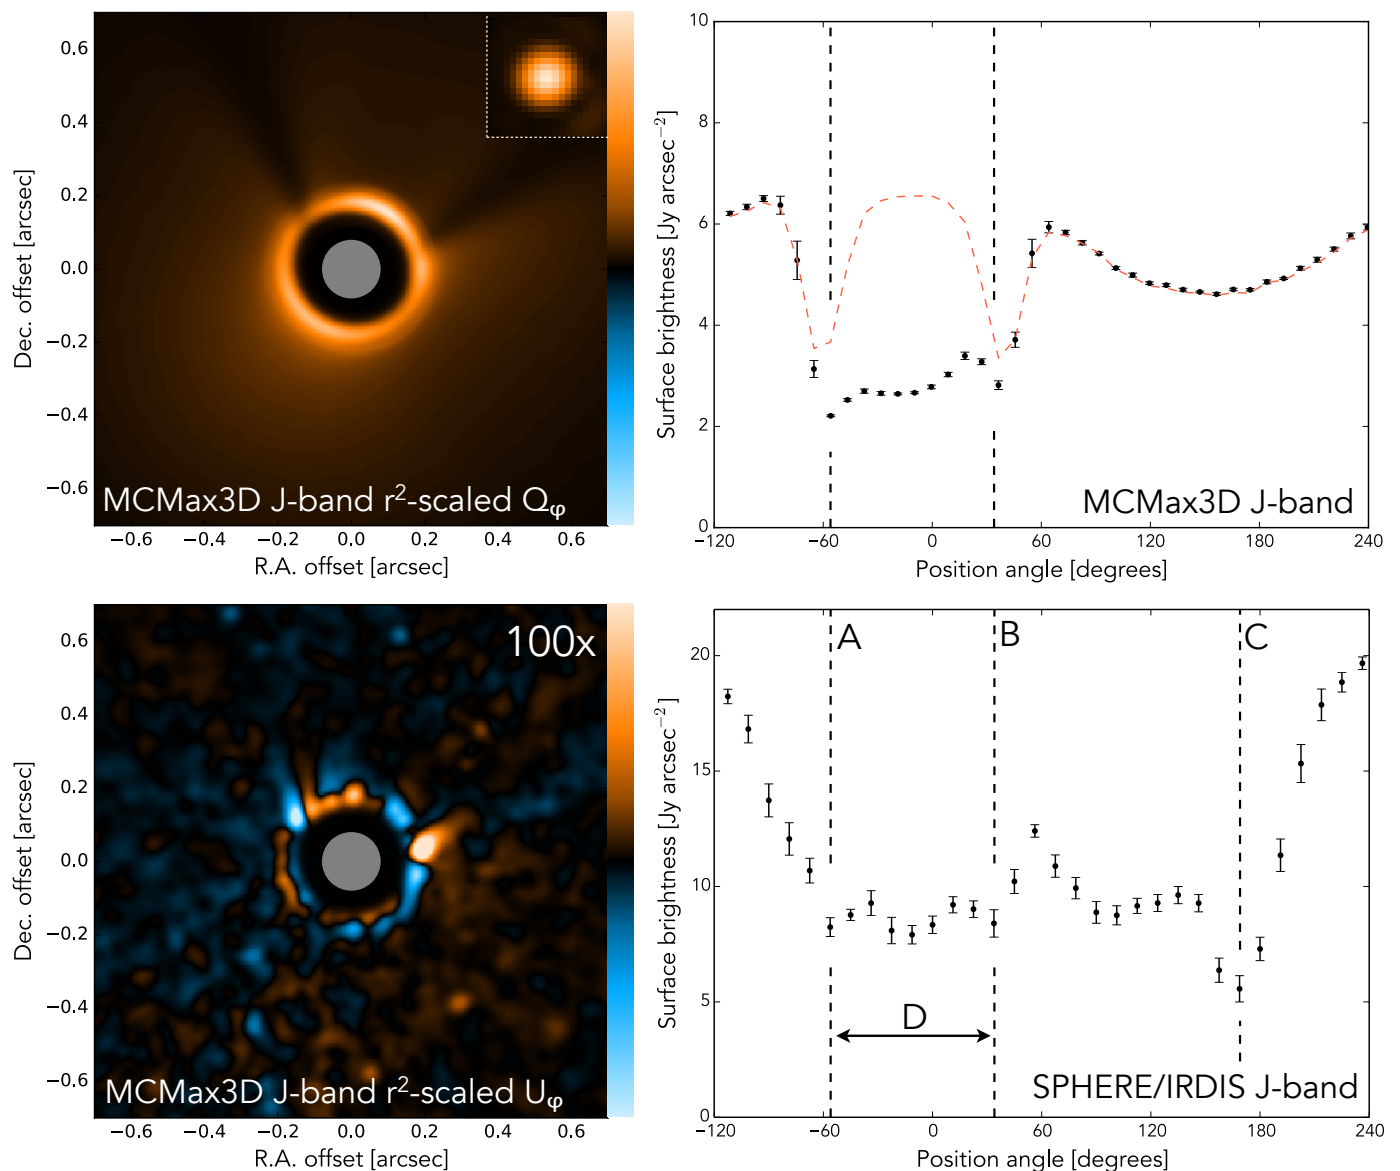 0.6
0.4
0.2
0.0
−0.2
−0.4
−0.6
Dec. offset [arcsec]
MCMax3D J-band r²-scaled Qφ
−0.6 −0.4 −0.2 0.0 0.2 0.4 0.6
R.A. offset [arcsec]
10
8
6
4
2
0
Surface brightness [Jy arcsec⁻²]
MCMax3D J-band
−120 −60 0 60 120 180 240
Position angle [degrees]
100x
0.6
0.4
0.2
0.0
−0.2
−0.4
−0.6
Dec. offset [arcsec]
MCMax3D J-band r²-scaled Uφ
−0.6 −0.4 −0.2 0.0 0.2 0.4 0.6
R.A. offset [arcsec]
A B C
20
15
10
5
0
Surface brightness [Jy arcsec⁻²]
D
SPHERE/IRDIS J-band
−120 −60 0 60 120 180 240
Position angle [degrees]